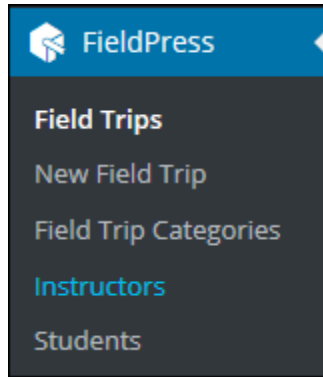 FieldPress
Field Trips
New Field Trip
Field Trip Categories
Instructors
Students